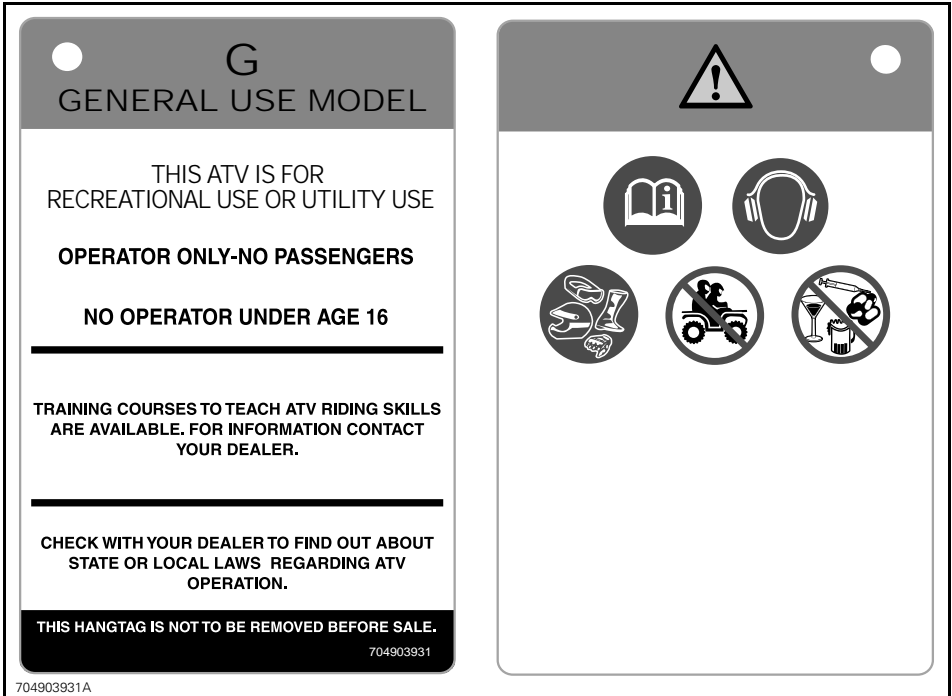 G
GENERAL USE MODEL
THIS ATV IS FOR
RECREATIONAL USE OR UTILITY USE
OPERATOR ONLY-NO PASSENGERS
NO OPERATOR UNDER AGE 16
TRAINING COURSES TO TEACH ATV RIDING SKILLS
ARE AVAILABLE. FOR INFORMATION CONTACT
YOUR DEALER.
CHECK WITH YOUR DEALER TO FIND OUT ABOUT
STATE OR LOCAL LAWS REGARDING ATV
OPERATION.
THIS HANGTAG IS NOT TO BE REMOVED BEFORE SALE.
704903931
704903931A
!
i